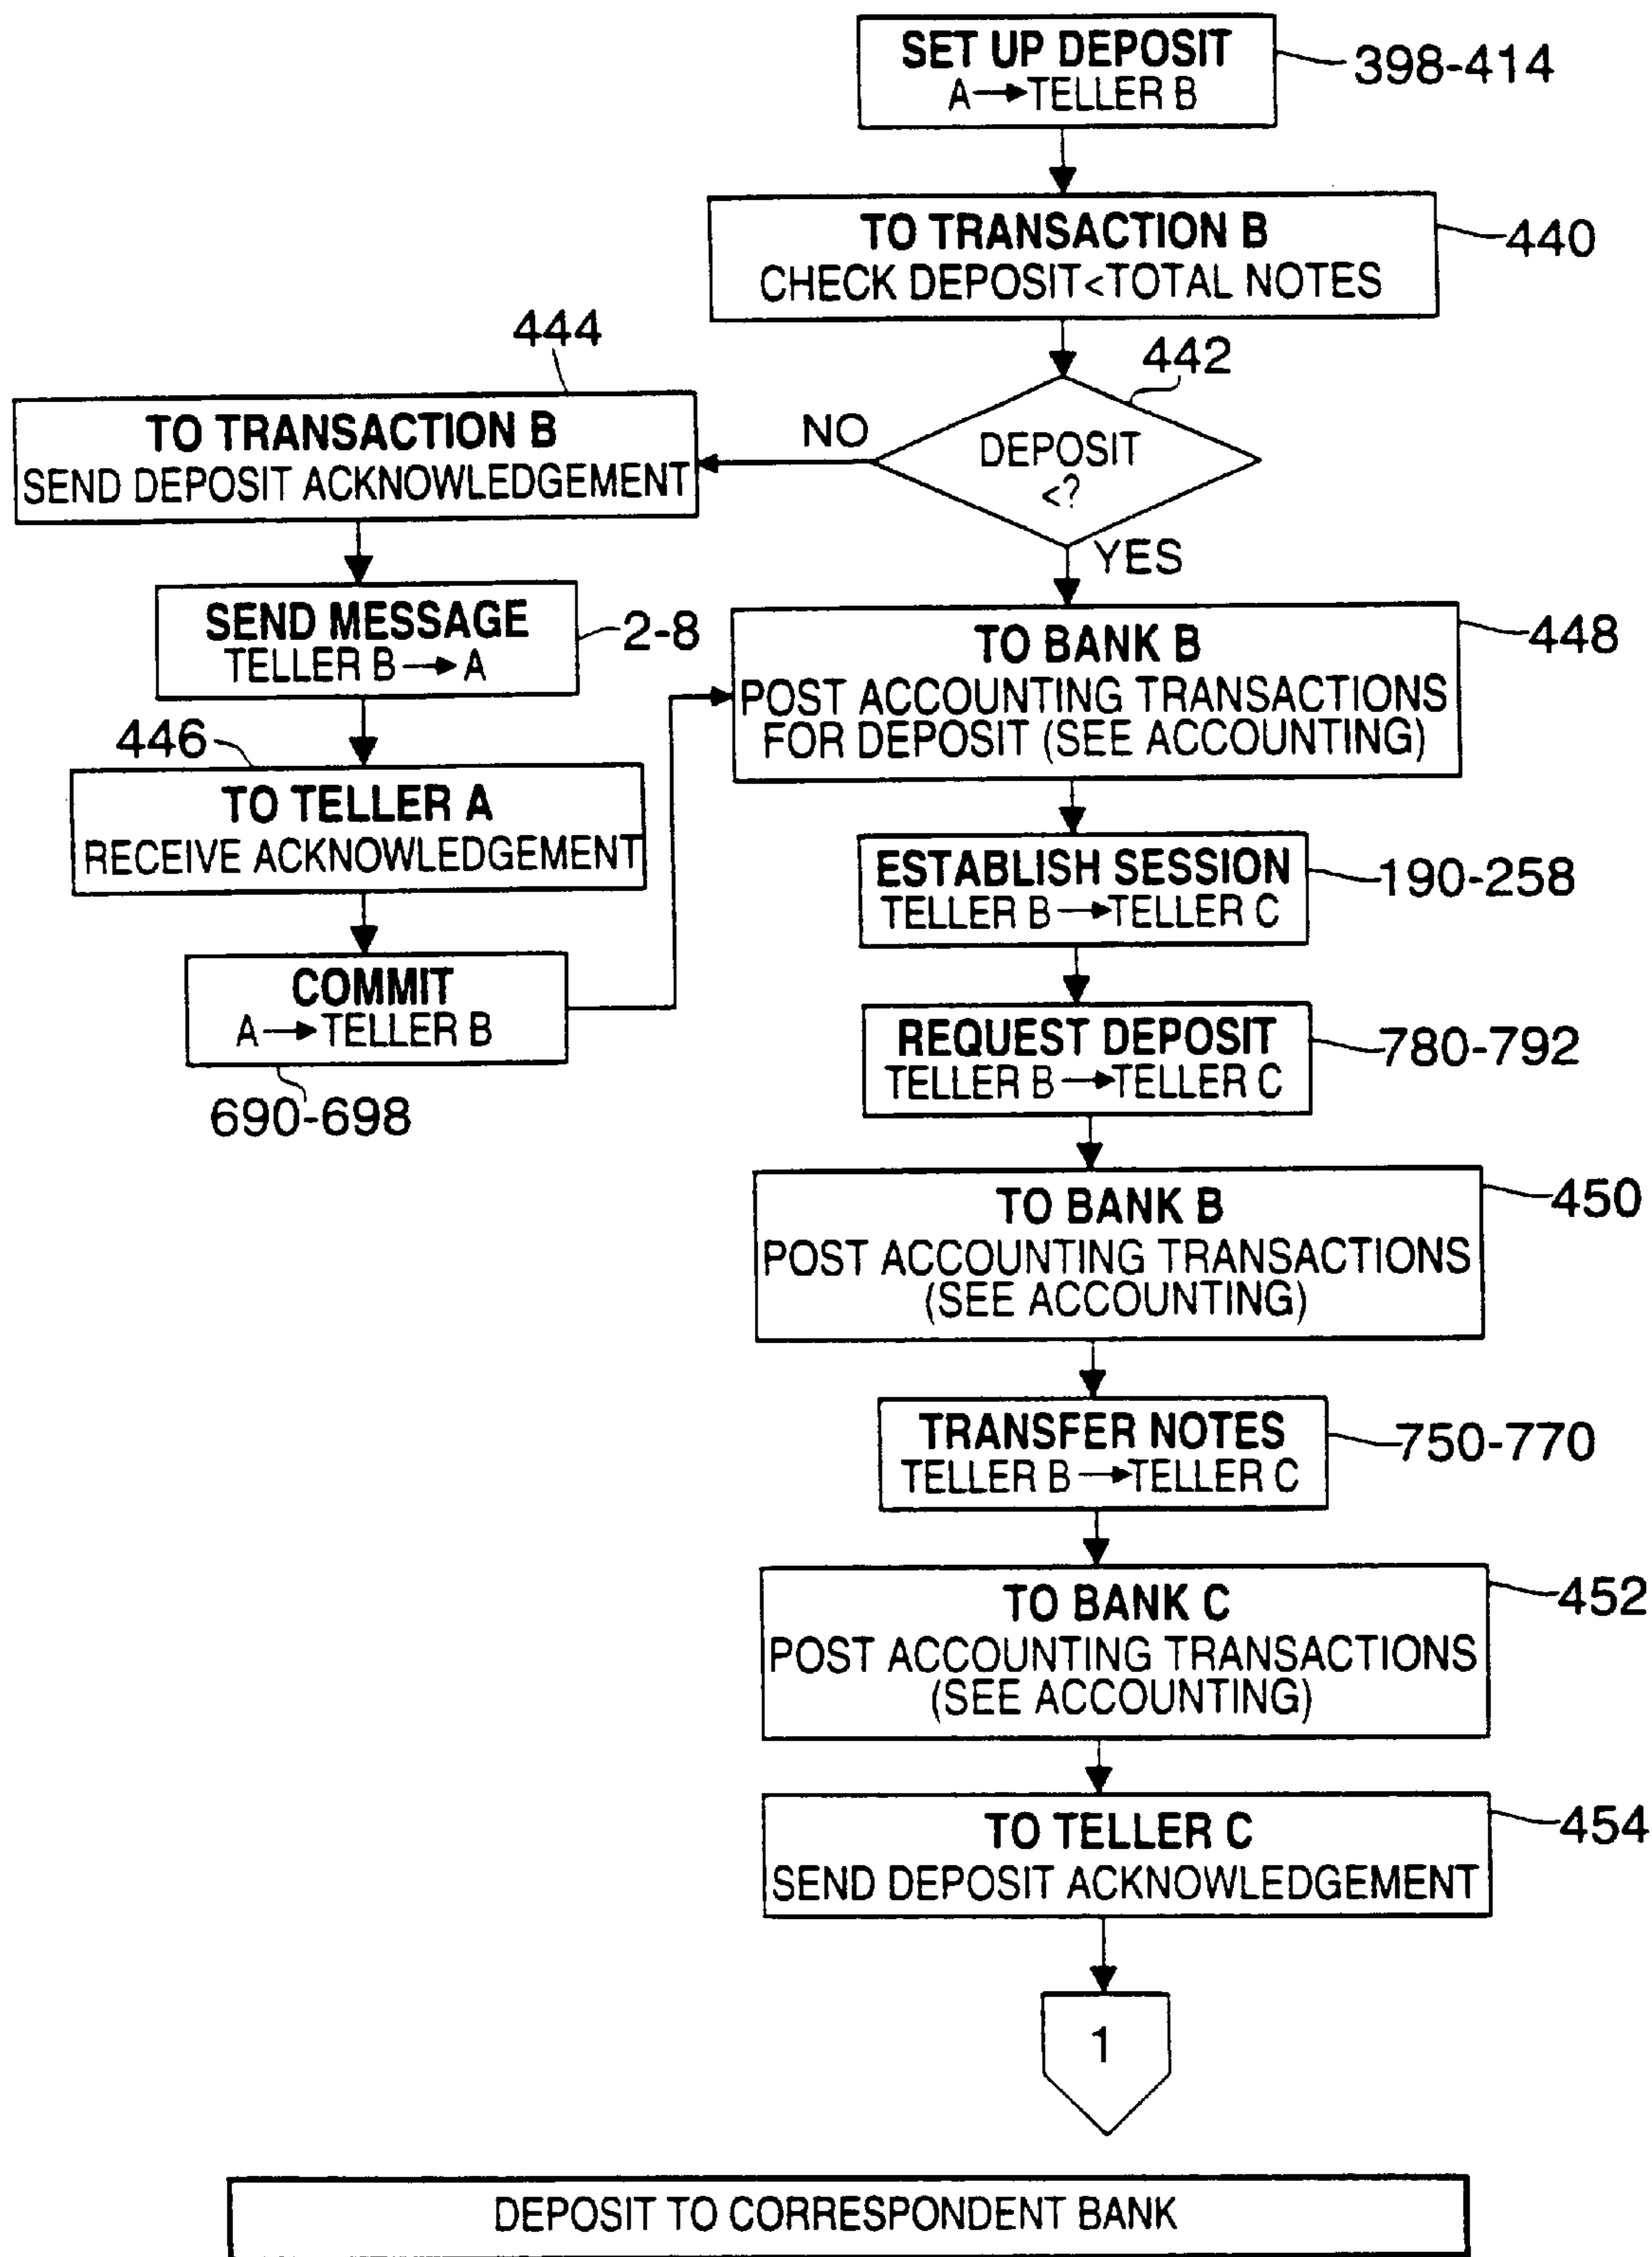 SET UP DEPOSIT
A→TELLER B
398-414
TO TRANSACTION B
CHECK DEPOSIT<TOTAL NOTES
440
442
DEPOSIT
<?
NO
YES
444
TO TRANSACTION B
SEND DEPOSIT ACKNOWLEDGEMENT
SEND MESSAGE
TELLER B→A
2-8
446
TO TELLER A
RECEIVE ACKNOWLEDGEMENT
COMMIT
A→TELLER B
690-698
TO BANK B
POST ACCOUNTING TRANSACTIONS
FOR DEPOSIT (SEE ACCOUNTING)
448
ESTABLISH SESSION
TELLER B→TELLER C
190-258
REQUEST DEPOSIT
TELLER B→TELLER C
780-792
TO BANK B
POST ACCOUNTING TRANSACTIONS
(SEE ACCOUNTING)
450
TRANSFER NOTES
TELLER B→TELLER C
750-770
TO BANK C
POST ACCOUNTING TRANSACTIONS
(SEE ACCOUNTING)
452
TO TELLER C
SEND DEPOSIT ACKNOWLEDGEMENT
454
1
DEPOSIT TO CORRESPONDENT BANK